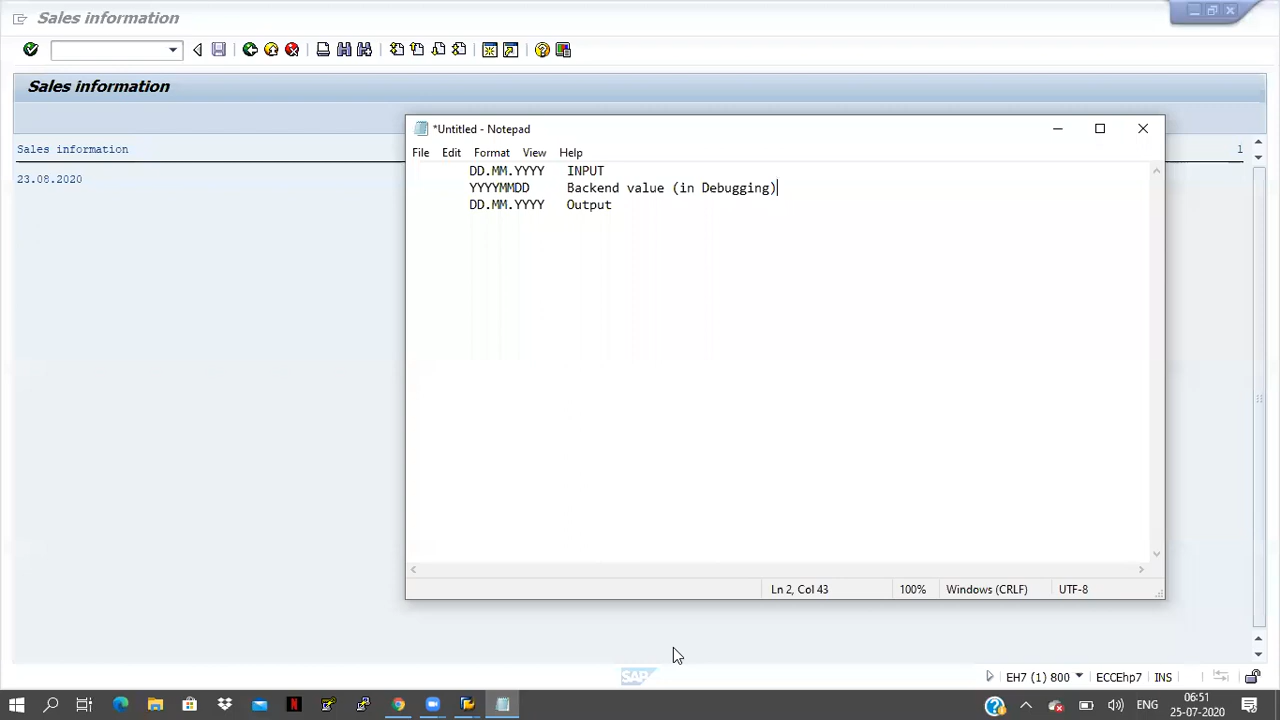 Sales information
Sales information
*Untitled - Notepad
File Edit Format View Help
Sales information 1
23.08.2020
DD.MM.YYYY INPUT
YYYYMMDD Backend value (in Debugging)
DD.MM.YYYY Output
Ln 2, Col 43 100% Windows (CRLF) UTF-8
SAP
EH7 (1) 800 ECCEhp7 INS
ENG
06:51
25-07-2020